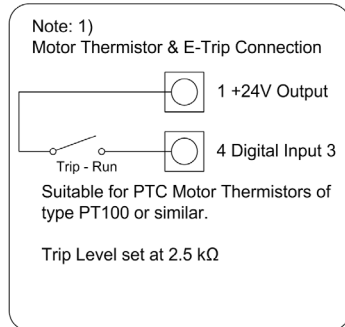 Note: 1)
Motor Thermistor & E-Trip Connection
1 +24V Output
4 Digital Input 3
Trip - Run
Suitable for PTC Motor Thermistors of
type PT100 or similar.
Trip Level set at 2.5 kΩ